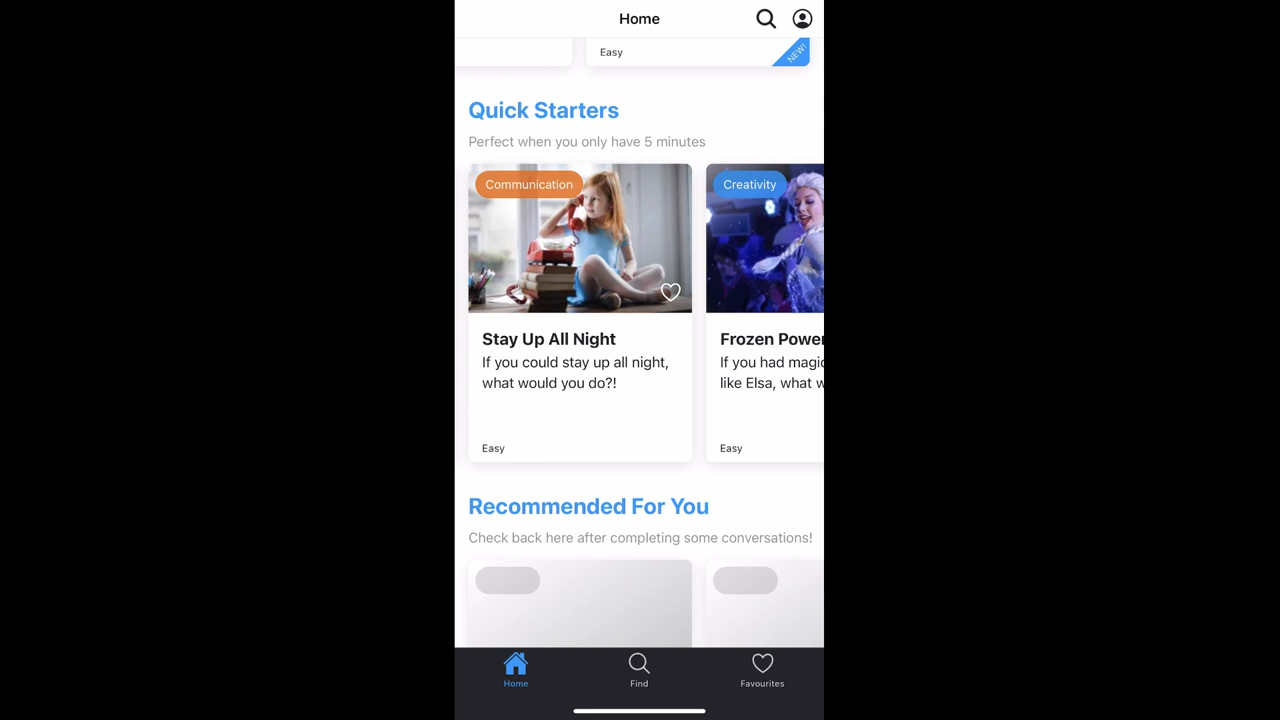 Home
Easy
NEW!
Quick Starters
Perfect when you only have 5 minutes
Communication
Creativity
Stay Up All Night
If you could stay up all night,
what would you do?!
Easy
Frozen Power
If you had magic
like Elsa, what w
Easy
Recommended For You
Check back here after completing some conversations!
Home
Find
Favourites